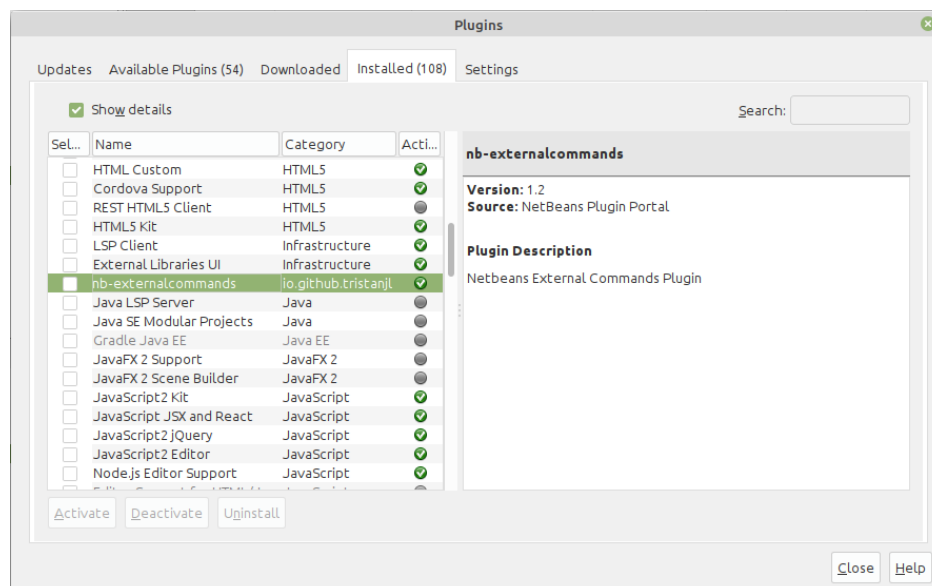 Plugins
Updates Available Plugins (54) Downloaded Installed (108) Settings
Show details Search:
Sel... Name Category Acti...
HTML Custom HTML5
Cordova Support HTML5
REST HTML5 Client HTML5
HTML5 Kit HTML5
LSP Client Infrastructure
External Libraries UI Infrastructure
nb-externalcommands io.github.tristanjl
Java LSP Server Java
Java SE Modular Projects Java
Gradle Java EE Java EE
JavaFX 2 Support JavaFX 2
JavaFX 2 Scene Builder JavaFX 2
JavaScript2 Kit JavaScript
JavaScript JSX and React JavaScript
JavaScript2 jQuery JavaScript
JavaScript2 Editor JavaScript
Node.js Editor Support JavaScript
nb-externalcommands
Version: 1.2
Source: NetBeans Plugin Portal
Plugin Description
Netbeans External Commands Plugin
Activate Deactivate Uninstall
Close Help